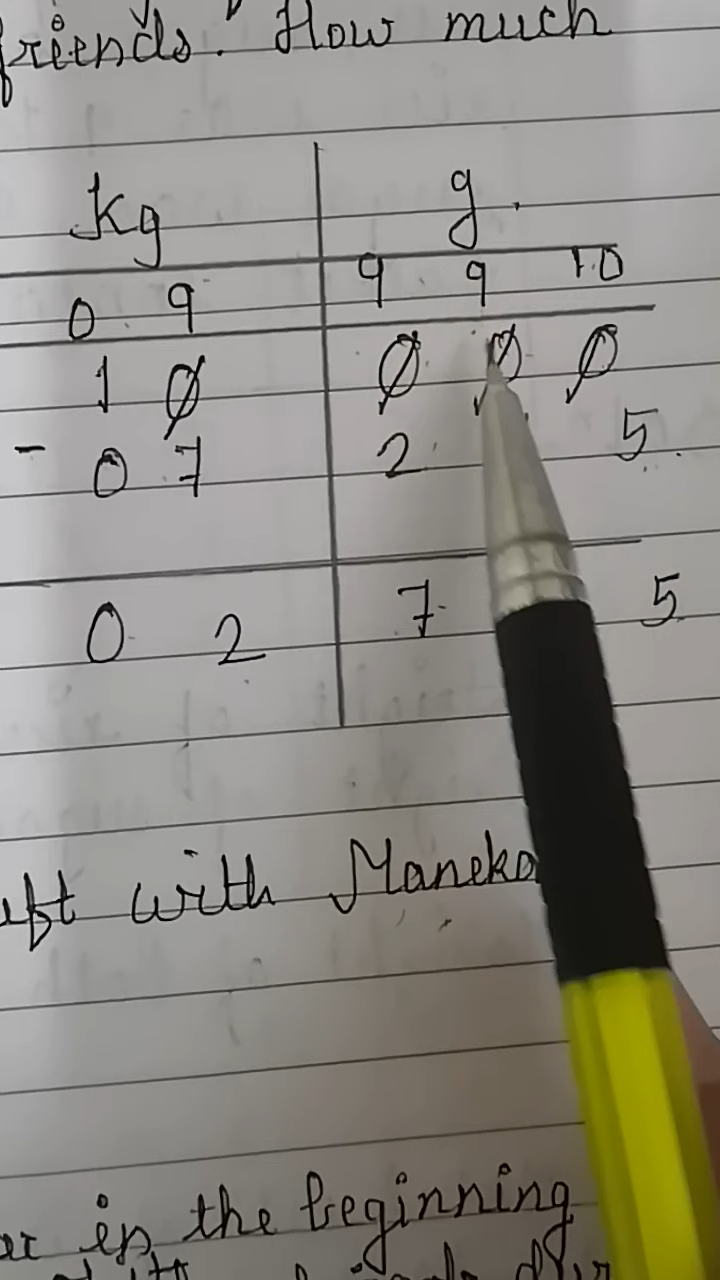 friends. How much
Kg g.
0 9 9 9 10
1 0 0 0 0
- 0 7 2 5
0 2 7 5
with Maneka
in the beginning